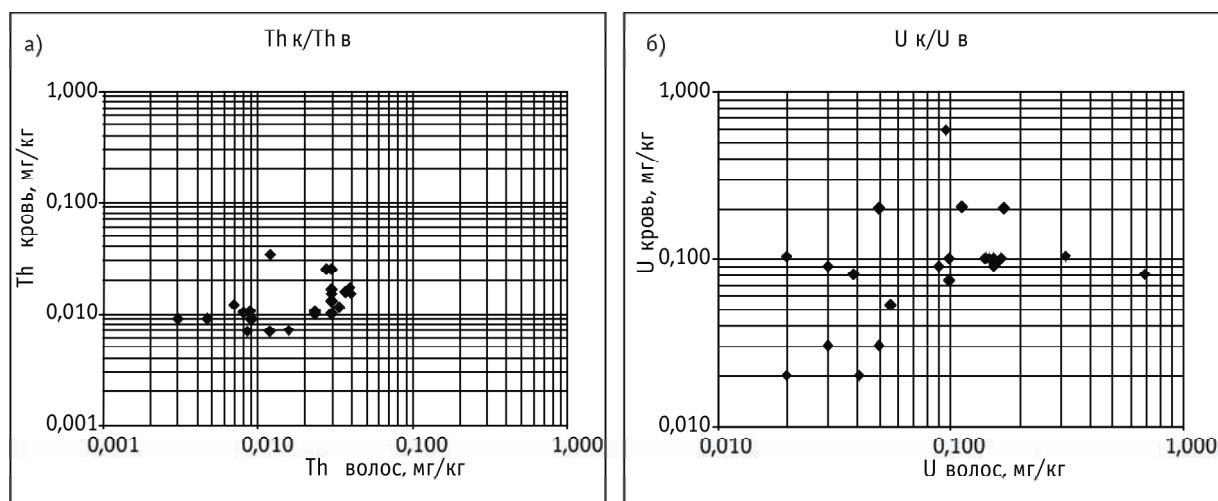 а)
Th к/Th в
1,000
0,100
0,010
0,001
Th кровь, мг/кг
0,001 0,010 0,100 1,000
Th волос, мг/кг
б)
U к/U в
1,000
0,100
0,010
U кровь, мг/кг
0,010 0,100 1,000
U волос, мг/кг